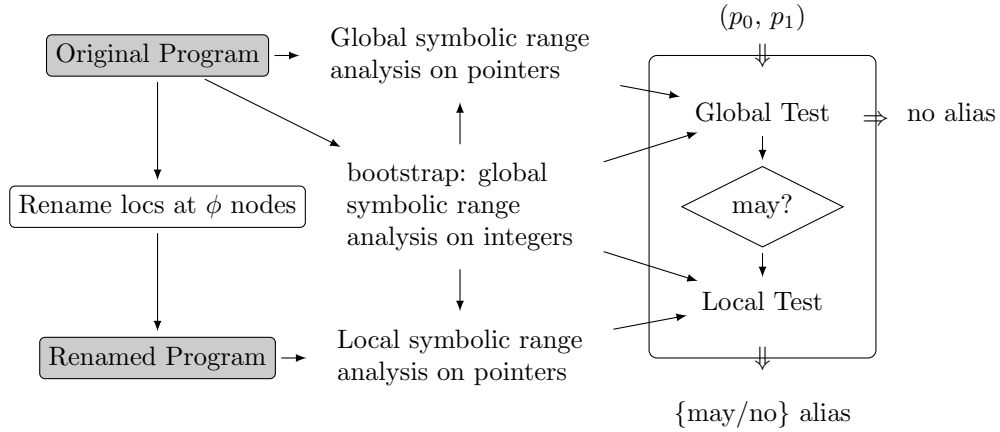 Original Program
Global symbolic range
analysis on pointers
(p₀, p₁)
Global Test
no alias
Rename locs at ϕ nodes
bootstrap: global
symbolic range
analysis on integers
may?
Local Test
Renamed Program
Local symbolic range
analysis on pointers
{may/no} alias